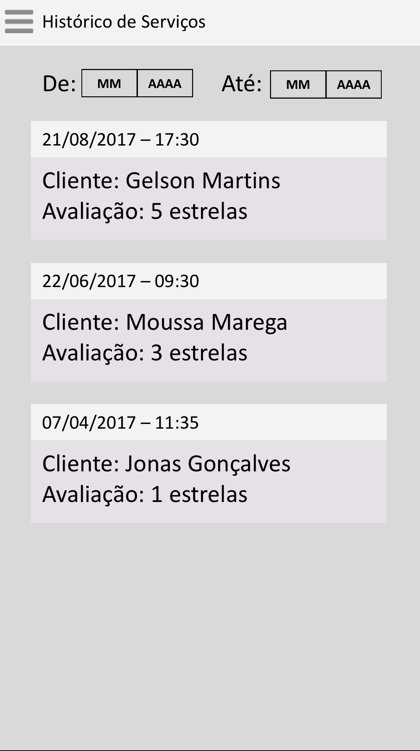 Histórico de Serviços
De: MM AAAA Até: MM AAAA
21/08/2017 – 17:30
Cliente: Gelson Martins
Avaliação: 5 estrelas
22/06/2017 – 09:30
Cliente: Moussa Marega
Avaliação: 3 estrelas
07/04/2017 – 11:35
Cliente: Jonas Gonçalves
Avaliação: 1 estrelas